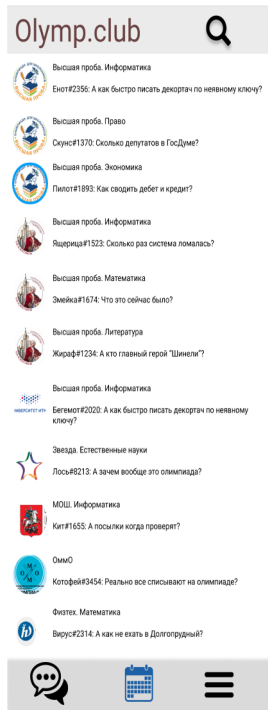 Olymp.club
Высшая проба. Информатика
Енот#2356: А как быстро писать декортач по неявному ключу?
Высшая проба. Право
Скунс#1370: Сколько депутатов в ГосДуме?
Высшая проба. Экономика
Пилот#1893: Как сводить дебет и кредит?
Высшая проба. Информатика
Ящерица#1523: Сколько раз система ломалась?
Высшая проба. Математика
Змейка#1674: Что это сейчас было?
Высшая проба. Литература
Жираф#1234: А кто главный герой "Шинели"?
Высшая проба. Информатика
Бегемот#2020: А как быстро писать декортач по неявному
ключу?
Звезда. Естественные науки
Лось#8213: А зачем вообще это олимпиада?
МОШ. Информатика
Кит#1655: А посылки когда проверят?
ОммО
Котофей#3454: Реально все списывают на олимпиаде?
Физтех. Математика
Вирус#2314: А как не ехать в Долгопрудный?